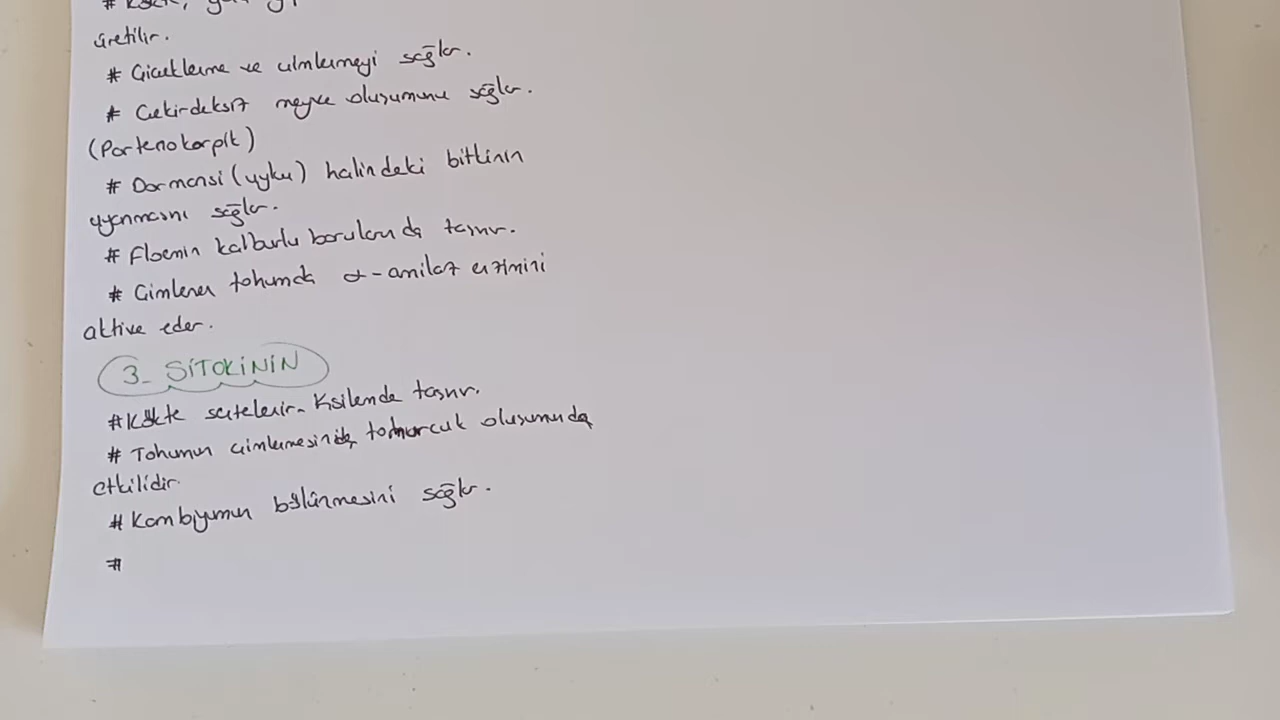 # Kök,
üretilir.
# Çiçeklenme ve çimlenmeyi sağlar.
# Çekirdeksiz meyve oluşumunu sağlar.
(Partenokarpik)
# Dormansi (uyku) halindeki bitkinin
uyanmasını sağlar.
# Floemin kalburlu borularında taşınır.
# Çimlenen tohumda α-amilaz enzimini
aktive eder.
3- SİTOKİNİN
# Kökte sentezlenir. Ksilemde taşınır.
# Tohumun çimlenmesinde, tomurcuk oluşumunda
etkilidir.
# Kambiyumun bölünmesini sağlar.
#